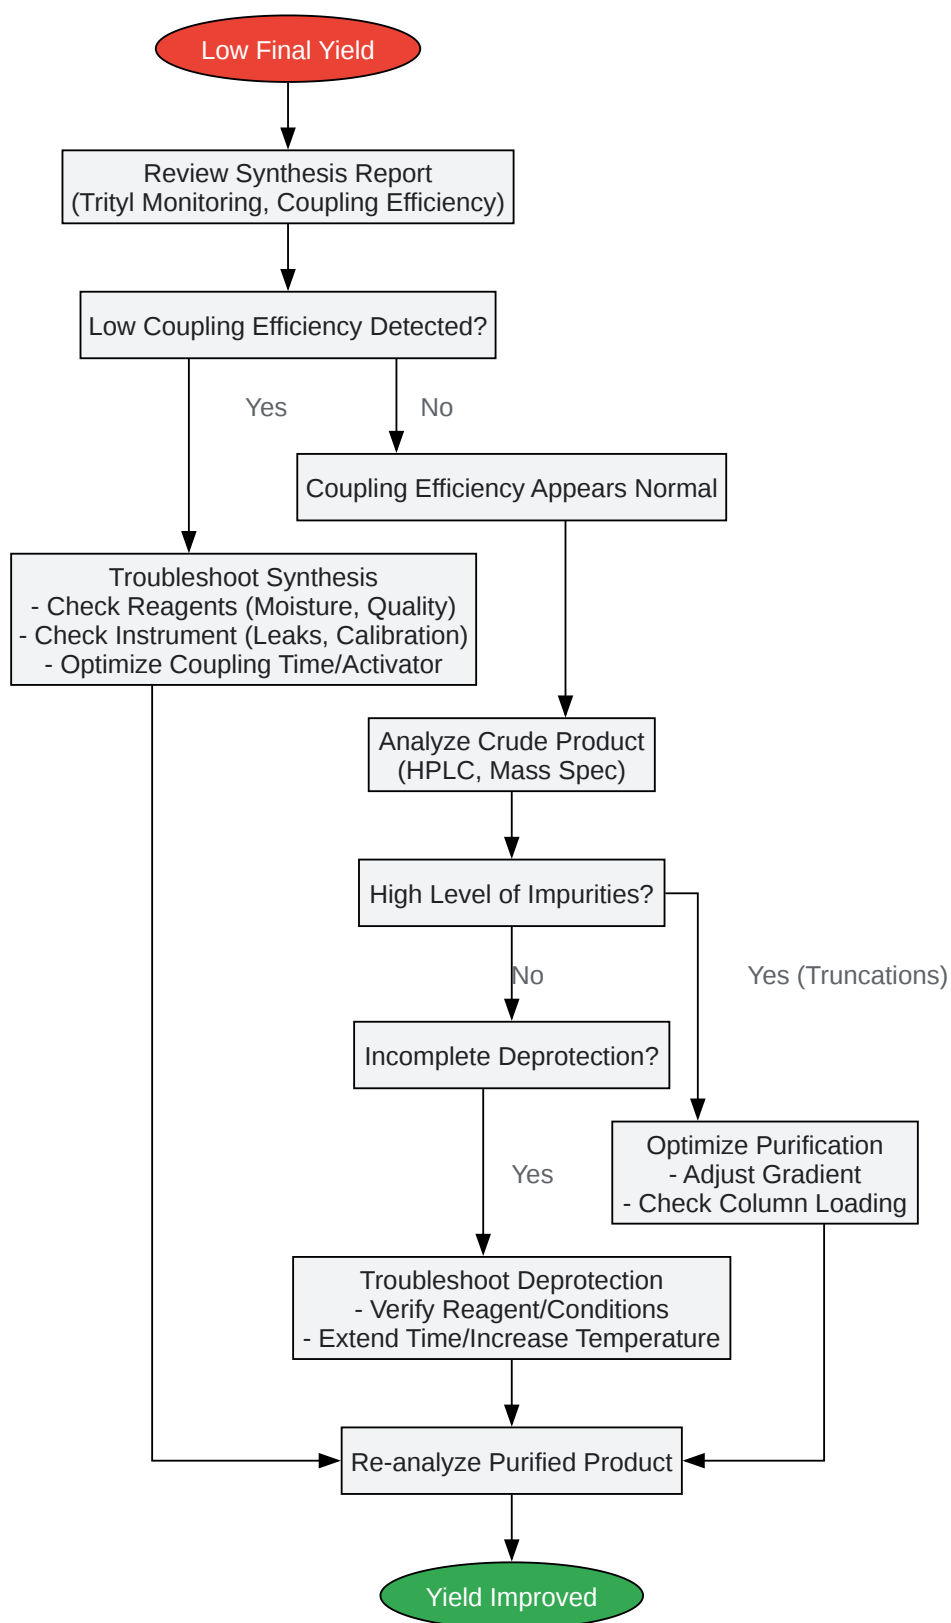 Low Final Yield
Review Synthesis Report
(Trityl Monitoring, Coupling Efficiency)
Low Coupling Efficiency Detected?
Yes
No
Coupling Efficiency Appears Normal
Troubleshoot Synthesis
- Check Reagents (Moisture, Quality)
- Check Instrument (Leaks, Calibration)
- Optimize Coupling Time/Activator
Analyze Crude Product
(HPLC, Mass Spec)
High Level of Impurities?
No
Yes (Truncations)
Incomplete Deprotection?
Yes
Optimize Purification
- Adjust Gradient
- Check Column Loading
Troubleshoot Deprotection
- Verify Reagent/Conditions
- Extend Time/Increase Temperature
Re-analyze Purified Product
Yield Improved